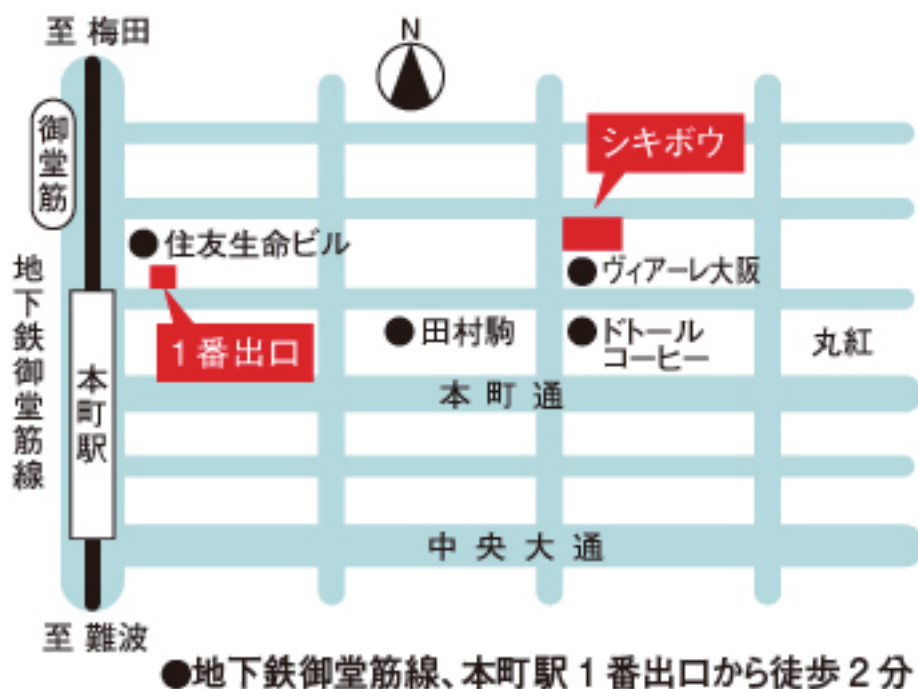 至 梅田
N
御堂筋
シキボウ
住友生命ビル
ヴィアーレ大阪
地下鉄御堂筋線
1番出口
田村駒
ドトール
コーヒー
丸紅
本町駅
本町通
中央大通
至 難波
●地下鉄御堂筋線、本町駅1番出口から徒歩2分